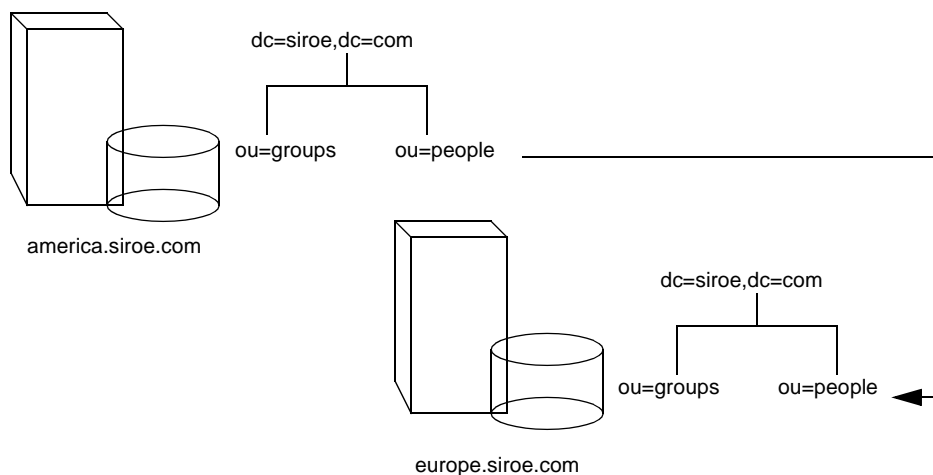 dc=siroe,dc=com
ou=groups
ou=people
america.siroe.com
dc=siroe,dc=com
ou=groups
ou=people
europe.siroe.com